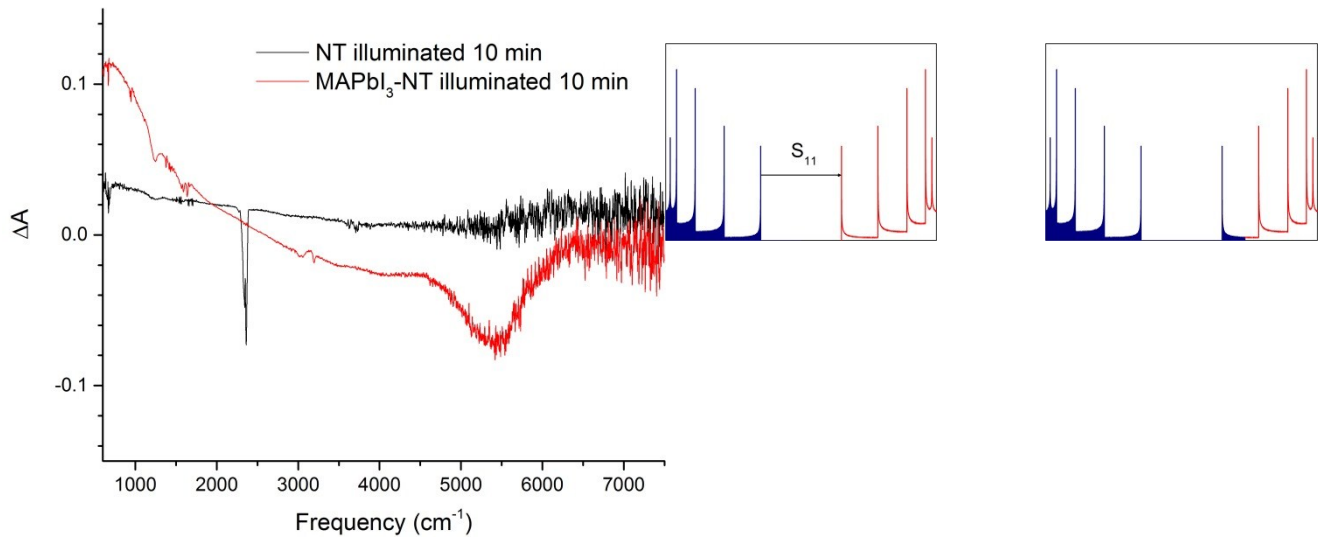 NT illuminated 10 min
MAPbI₃-NT illuminated 10 min
0.1
0.0
-0.1
ΔA
1000 2000 3000 4000 5000 6000 7000
Frequency (cm⁻¹)
S₁₁